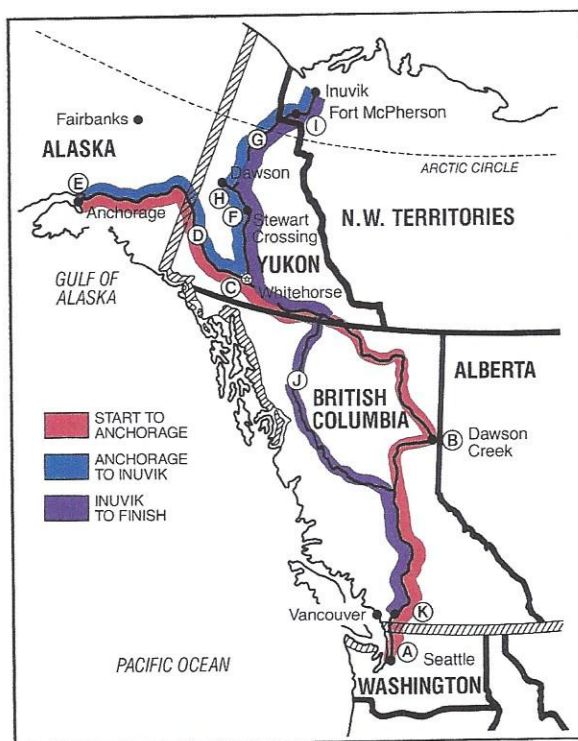 Inuvik
Fort McPherson
I
Fairbanks
G
ARCTIC CIRCLE
ALASKA
E
Dawson
H
F
Anchorage
Stewart
Crossing
N.W. TERRITORIES
D
YUKON
GULF OF
ALASKA
C
Whitehorse
J
ALBERTA
BRITISH
COLUMBIA
START TO
ANCHORAGE
B
Dawson
Creek
ANCHORAGE
TO INUVIK
INUVIK
TO FINISH
Vancouver
K
A
Seattle
PACIFIC OCEAN
WASHINGTON